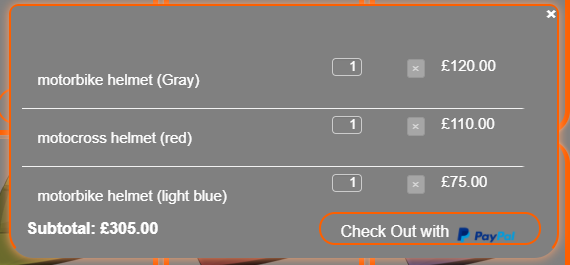 ×
1 × £120.00
motorbike helmet (Gray)
1 × £110.00
motocross helmet (red)
1 × £75.00
motorbike helmet (light blue)
Subtotal: £305.00
Check Out with PayPal